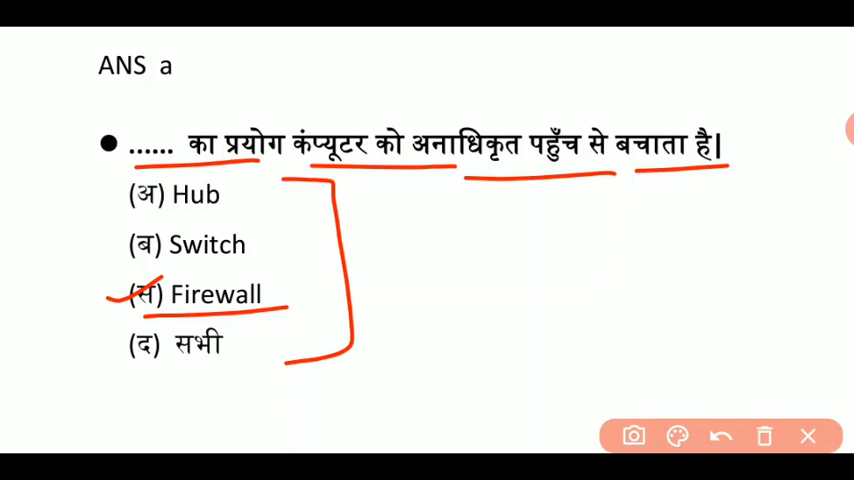 ANS a
● ...... का प्रयोग कंप्यूटर को अनाधिकृत पहुँच से बचाता है|
(अ) Hub
(ब) Switch
(स) Firewall
(द) सभी